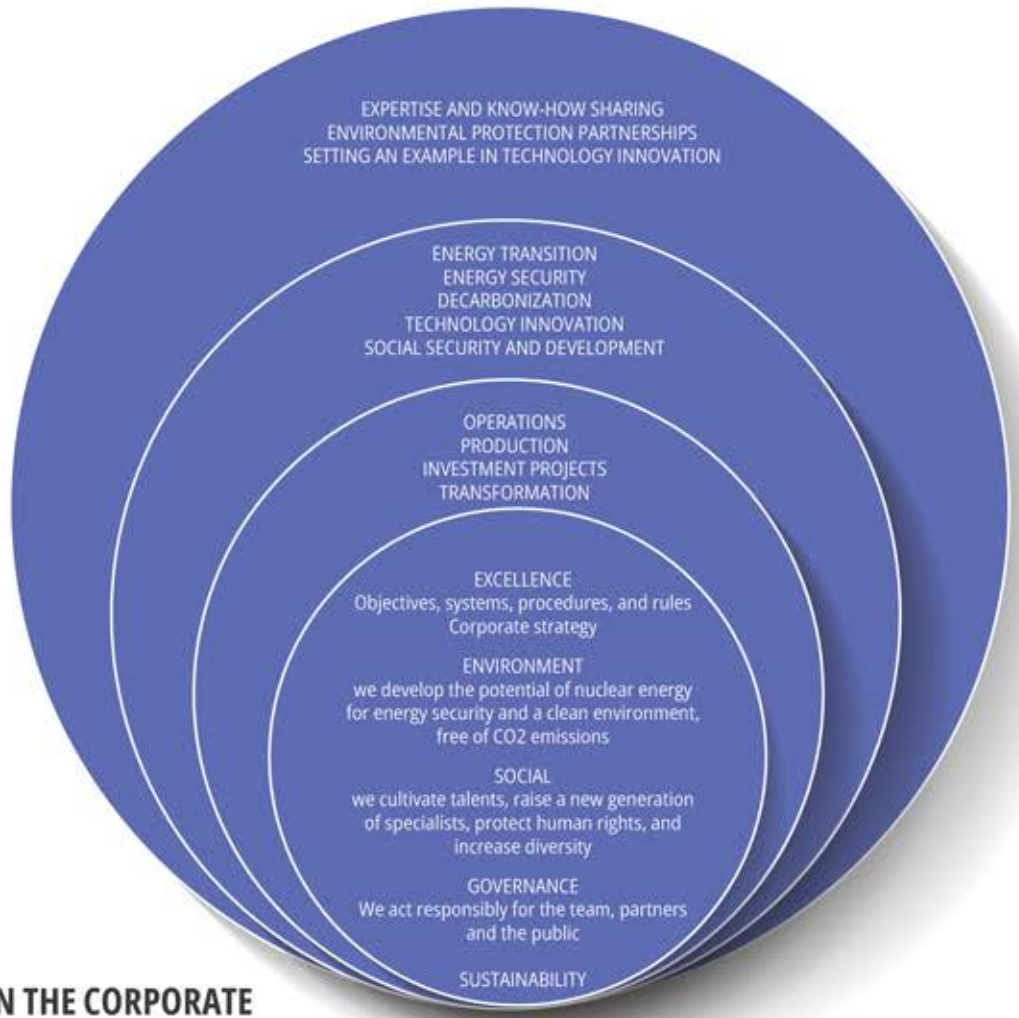 EXPERTISE AND KNOW-HOW SHARING
ENVIRONMENTAL PROTECTION PARTNERSHIPS
SETTING AN EXAMPLE IN TECHNOLOGY INNOVATION
ENERGY TRANSITION
ENERGY SECURITY
DECARBONIZATION
TECHNOLOGY INNOVATION
SOCIAL SECURITY AND DEVELOPMENT
OPERATIONS
PRODUCTION
INVESTMENT PROJECTS
TRANSFORMATION
EXCELLENCE
Objectives, systems, procedures, and rules
Corporate strategy
ENVIRONMENT
we develop the potential of nuclear energy
for energy security and a clean environment,
free of CO2 emissions
SOCIAL
we cultivate talents, raise a new generation
of specialists, protect human rights, and
increase diversity
GOVERNANCE
We act responsibly for the team, partners
and the public
SUSTAINABILITY
N THE CORPORATE